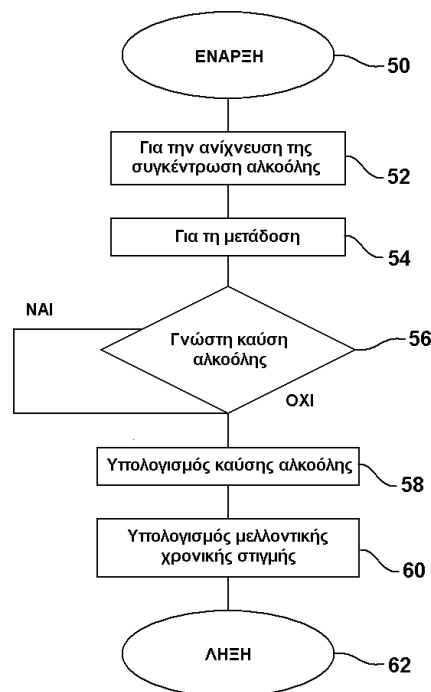 ΕΝΑΡΞΗ
50
Για την ανίχνευση της
συγκέντρωση αλκοόλης
52
Για τη μετάδοση
54
ΝΑΙ
Γνώστη καύση
αλκοόλης
56
ΟΧΙ
Υπολογισμός καύσης αλκοόλης
58
Υπολογισμός μελλοντικής
χρονικής στιγμής
60
ΛΗΞΗ
62